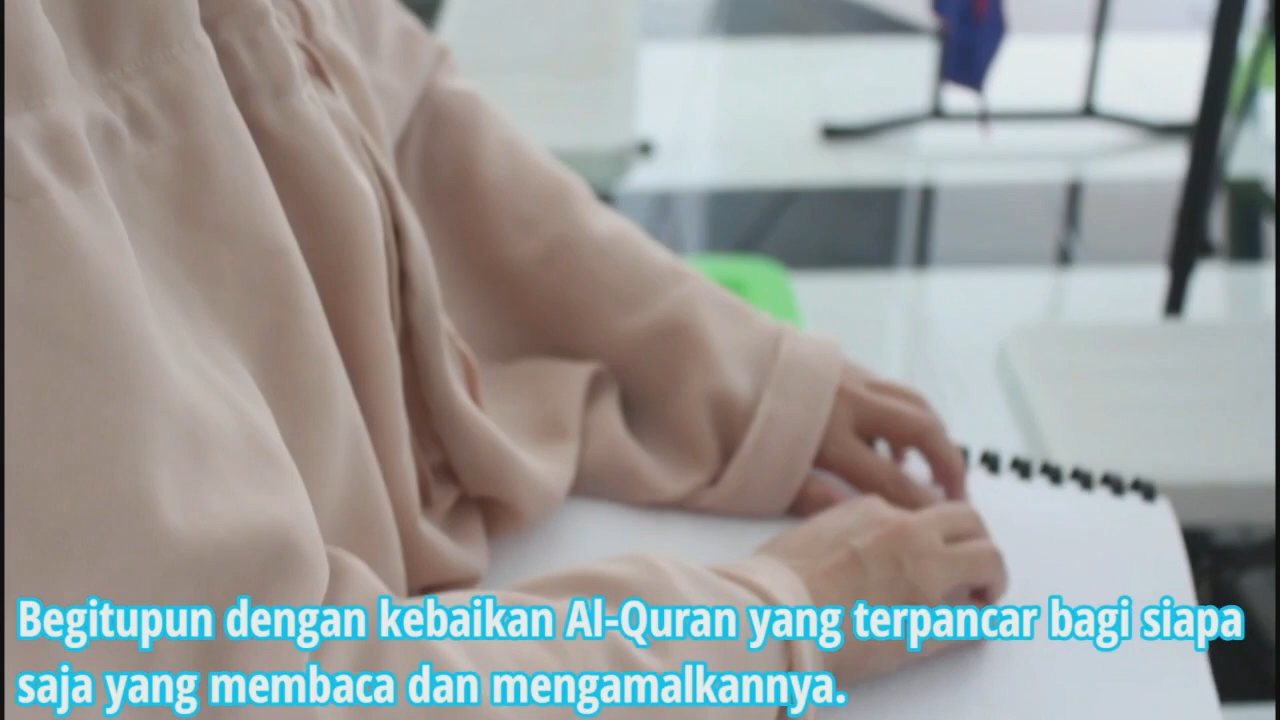 Begitupun dengan kebaikan Al-Quran yang terpancar bagi siapa
saja yang membaca dan mengamalkannya.